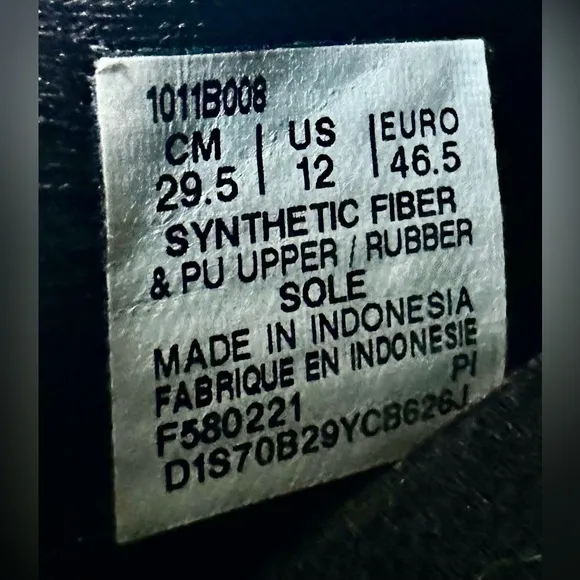 1011B008
CM | US | EURO
29.5 | 12 | 46.5
SYNTHETIC FIBER
& PU UPPER / RUBBER
SOLE
MADE IN INDONESIA
FABRIQUE EN INDONESIE
PI
F580221
D1S70B29YCB626J